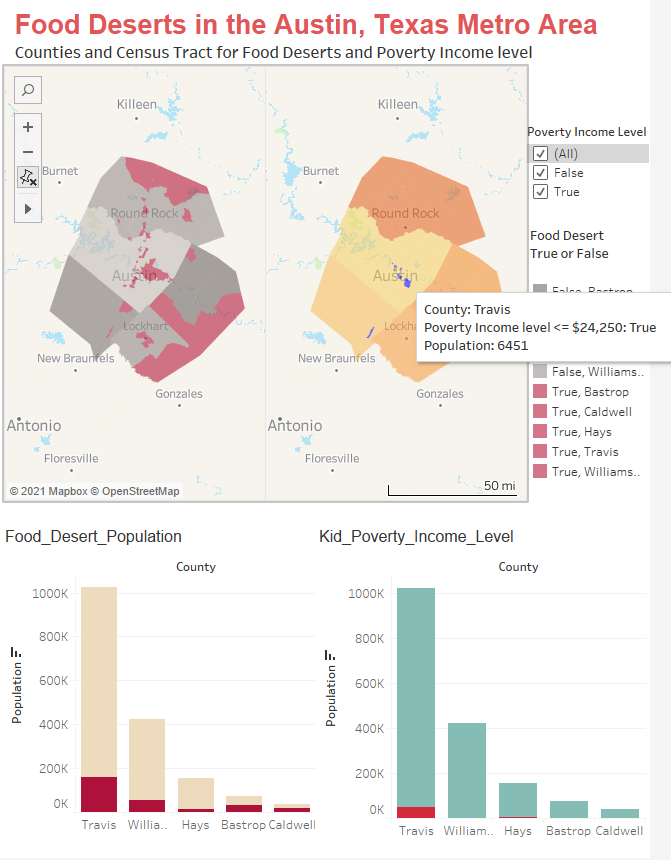 Food Deserts in the Austin, Texas Metro Area
Counties and Census Tract for Food Deserts and Poverty Income level
Killeen
Burnet
Round Rock
Austin
Lockhart
New Braunfels
Gonzales
Antonio
Floresville
© 2021 Mapbox © OpenStreetMap
Killeen
Burnet
Round Rock
Austin
Lockha
New Braunfels
Gonzales
Antonio
Floresville
50 mi
County: Travis
Poverty Income level <= $24,250: True
Population: 6451
Poverty Income Level
(All)
False
True
Food Desert
True or False
False, Bastrop
False, Williams..
True, Bastrop
True, Caldwell
True, Hays
True, Travis
True, Williams..
Food_Desert_Population
County
Population
1000K
800K
600K
400K
200K
0K
Travis
Willia..
Hays
Bastrop
Caldwell
Kid_Poverty_Income_Level
County
Population
1000K
800K
600K
400K
200K
0K
Travis
William..
Hays
Bastrop
Caldwell